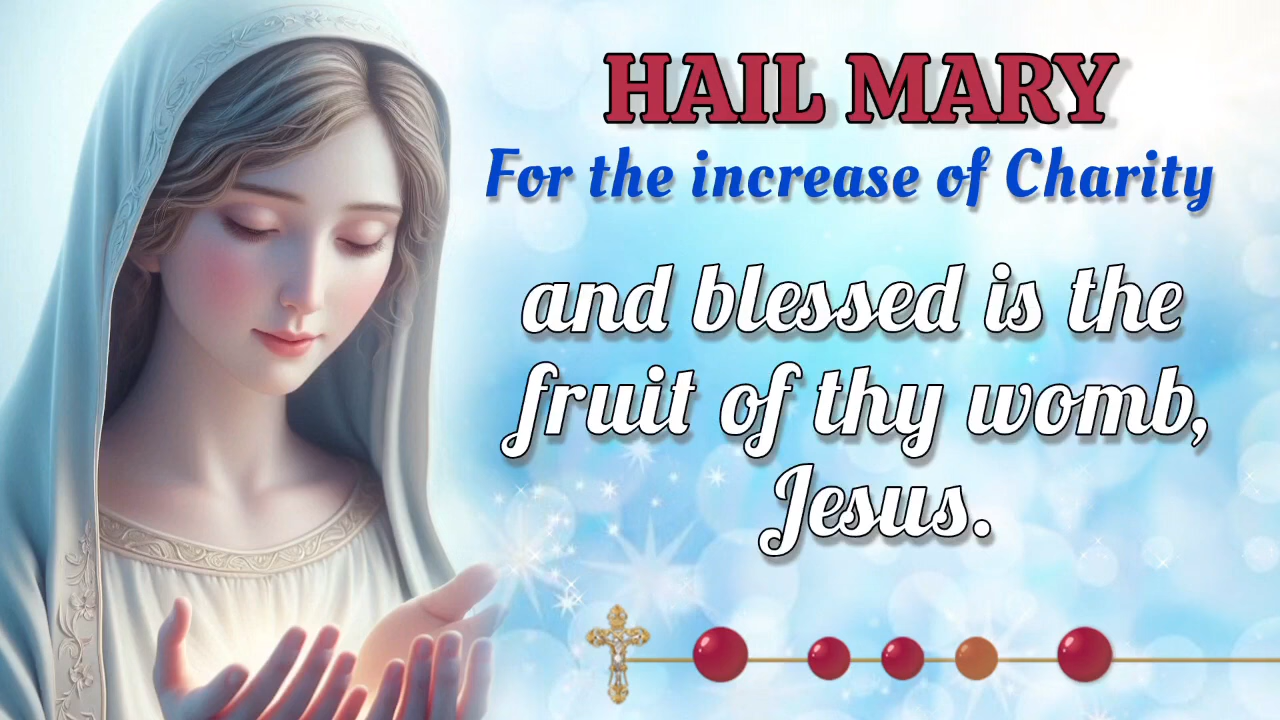 HAIL MARY
For the increase of Charity
and blessed is the
fruit of thy womb,
Jesus.